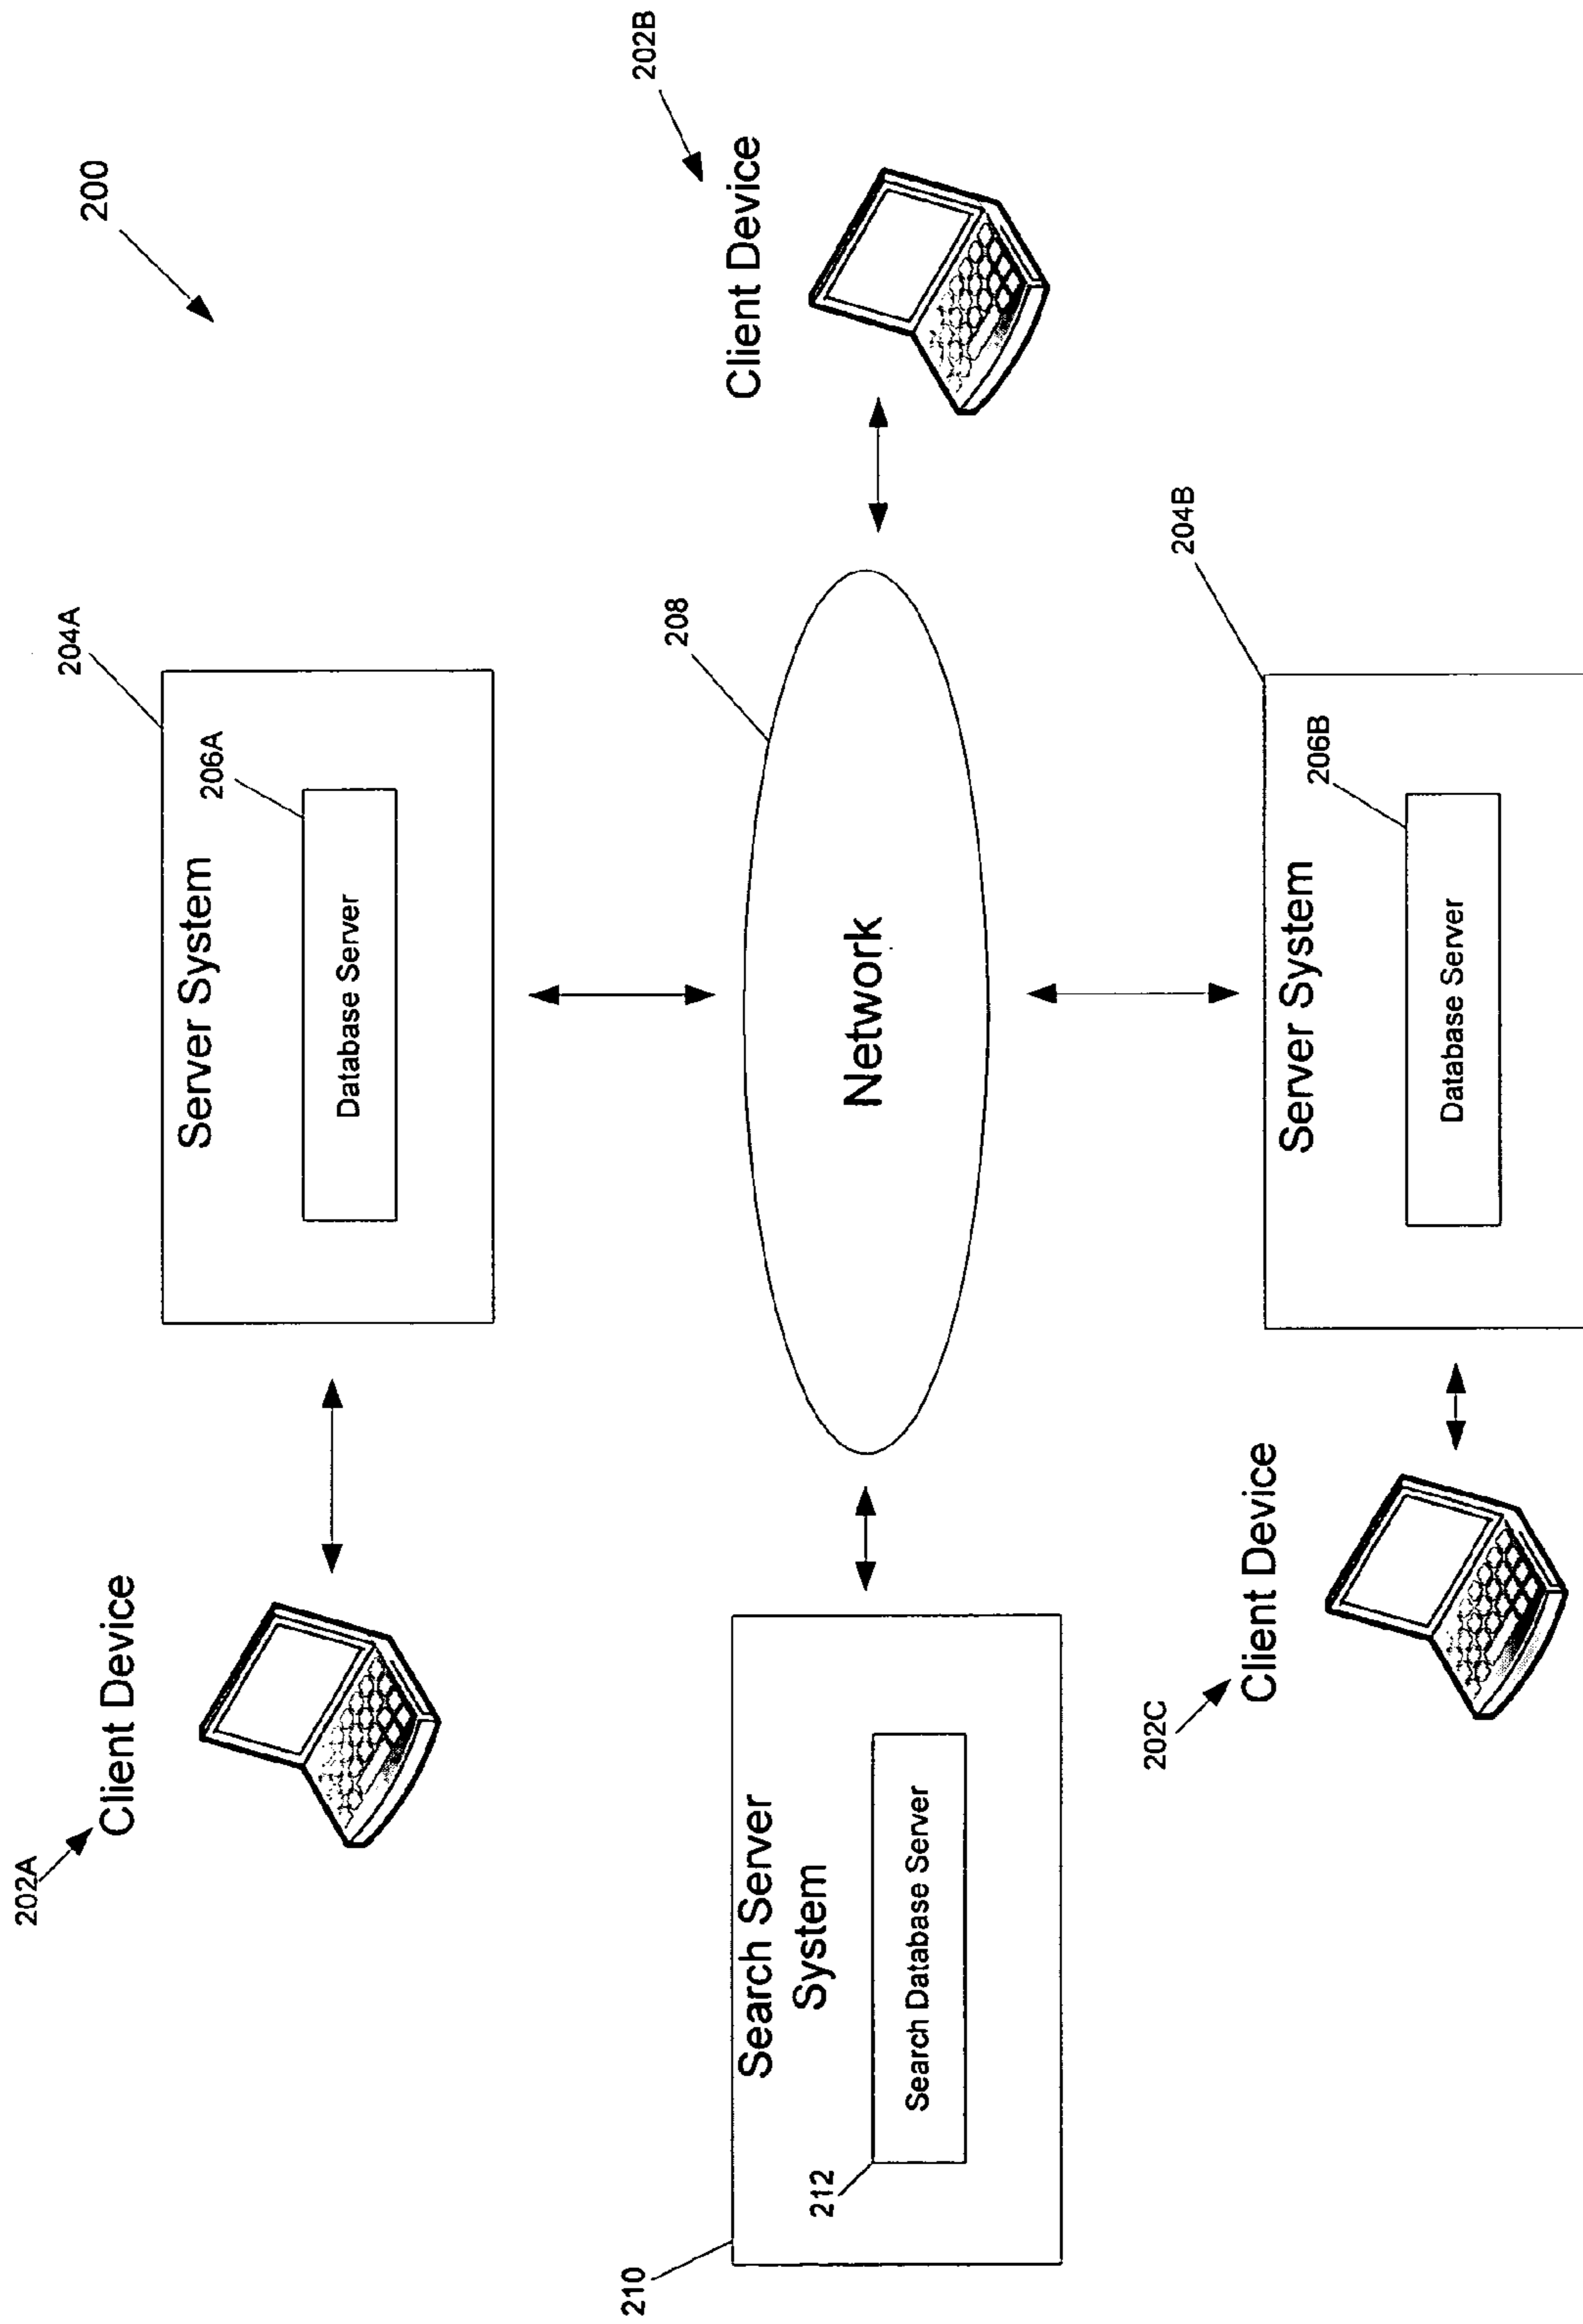 200
202A
Client Device
204A
Server System
206A
Database Server
202B
Client Device
208
Network
210
Search Server
System
212
Search Database Server
202C
Client Device
204B
Server System
206B
Database Server